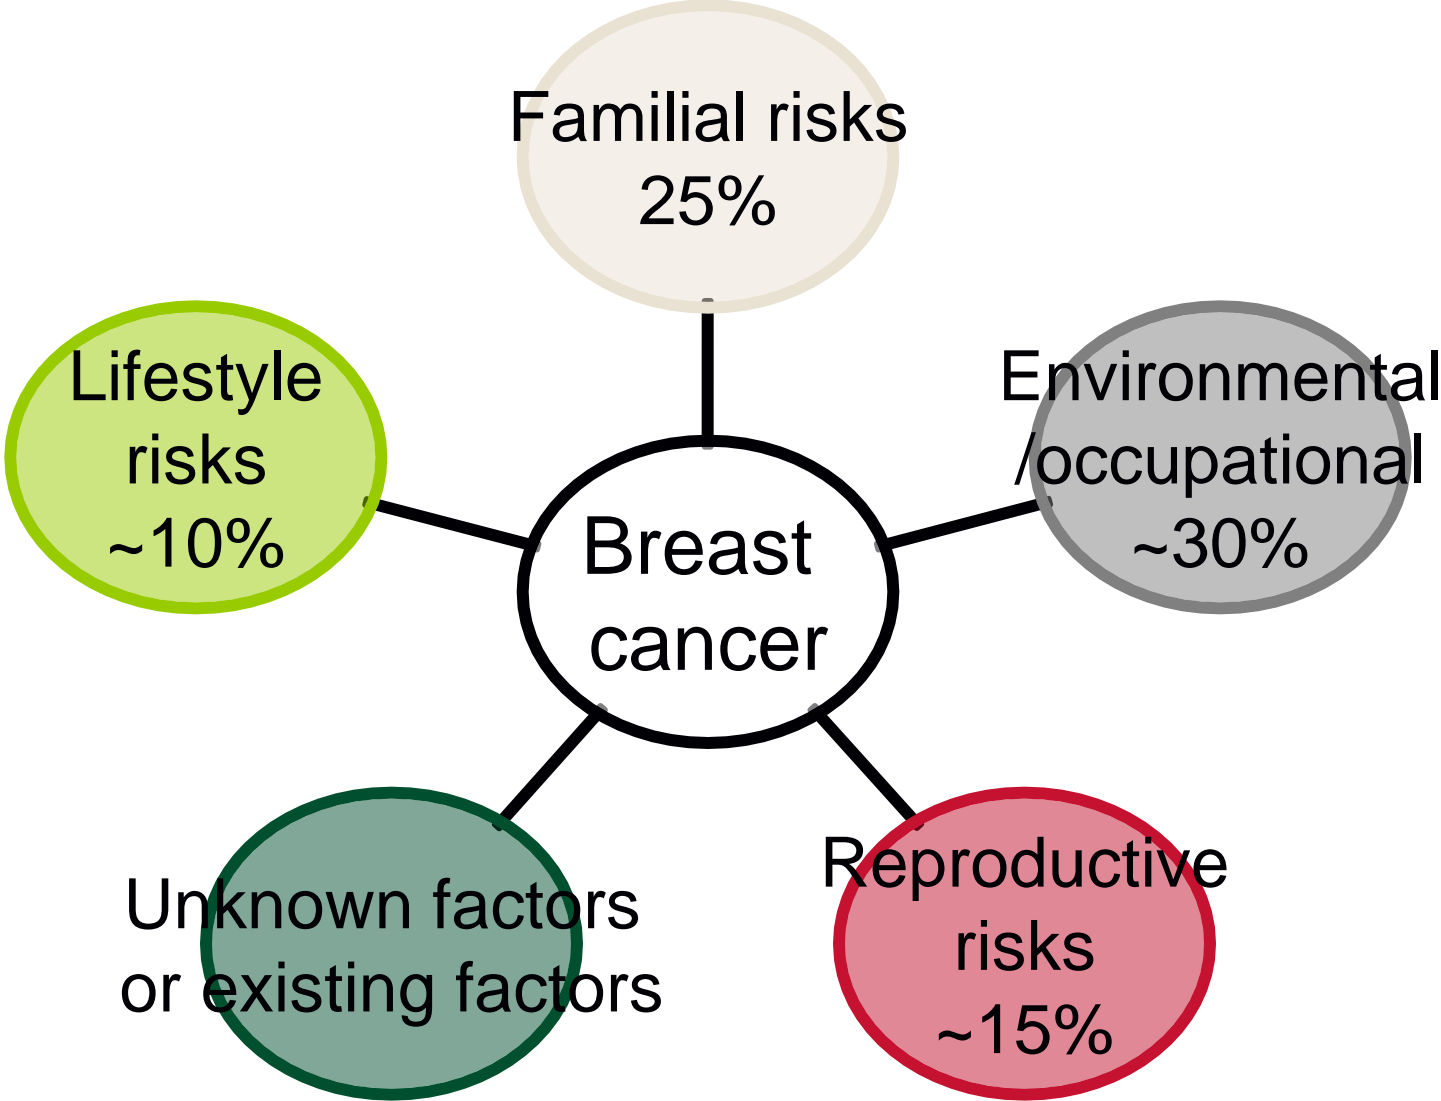 Familial risks
25%
Lifestyle
risks
~10%
Environmental
/occupational
~30%
Breast
cancer
Unknown factors
or existing factors
Reproductive
risks
~15%